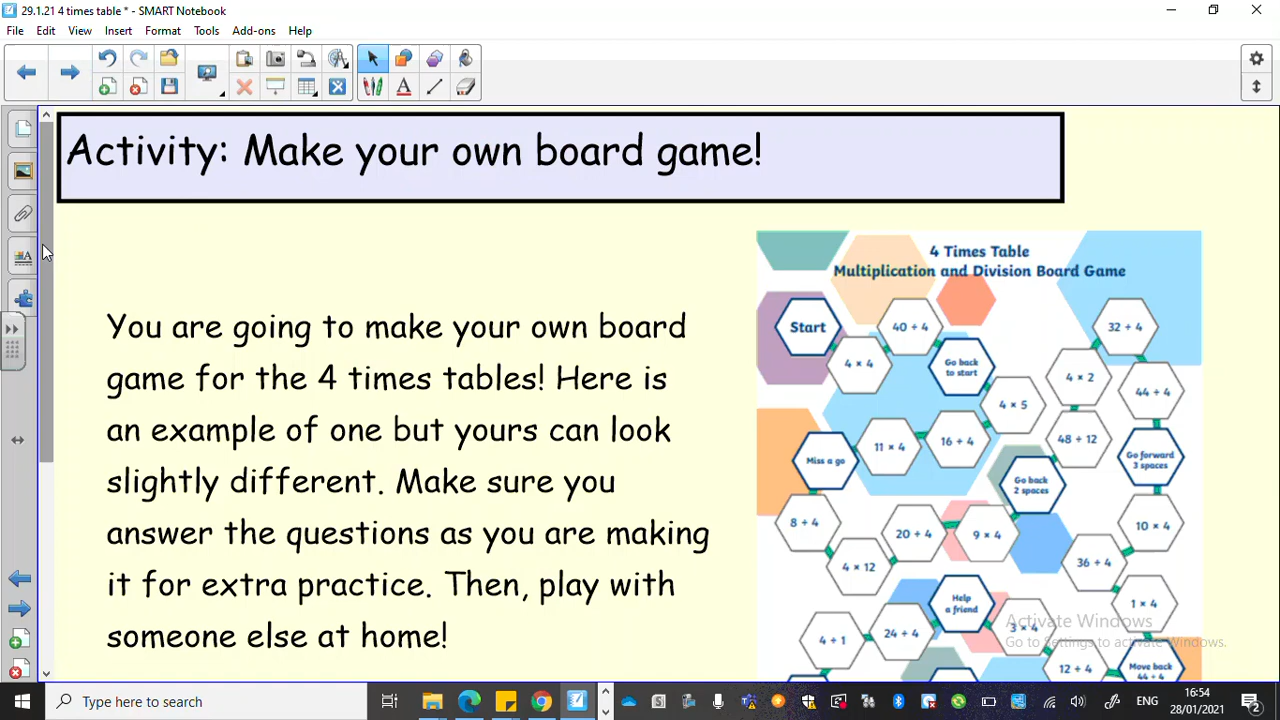 29.1.21 4 times table * - SMART Notebook
File Edit View Insert Format Tools Add-ons Help
Activity: Make your own board game!
You are going to make your own board
game for the 4 times tables! Here is
an example of one but yours can look
slightly different. Make sure you
answer the questions as you are making
it for extra practice. Then, play with
someone else at home!
4 Times Table
Multiplication and Division Board Game
Start
40 ÷ 4
32 ÷ 4
4 × 4
Go back
to start
4 × 2
44 ÷ 4
4 × 5
11 × 4
16 ÷ 4
48 ÷ 12
Miss a go
Go forward
3 spaces
Go back
2 spaces
8 ÷ 4
20 ÷ 4
9 × 4
10 × 4
4 × 12
36 ÷ 4
Help
a friend
1 × 4
4 ÷ 1
24 ÷ 4
3 × 4
12 ÷ 4
Move back
44 ÷ 4
Activate Windows
Go to Settings to activate Windows.
Type here to search
ENG
16:54
28/01/2021
2